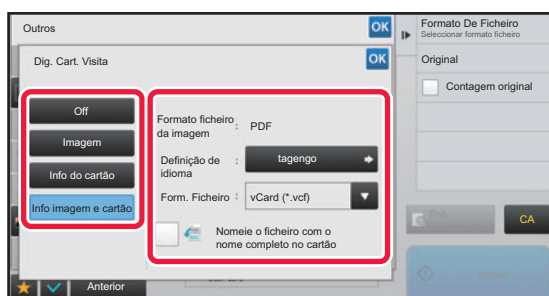 Outros
OK
Formato De Ficheiro
Seleccionar formato ficheiro
Dig. Cart. Visita
OK
Original
Contagem original
Off
Imagem
Info do cartão
Info imagem e cartão
Formato ficheiro da imagem
:
PDF
Definição de idioma
:
tagengo
Form. Ficheiro
:
vCard (*.vcf)
Nomeie o ficheiro com o
nome completo no cartão
CA
Anterior